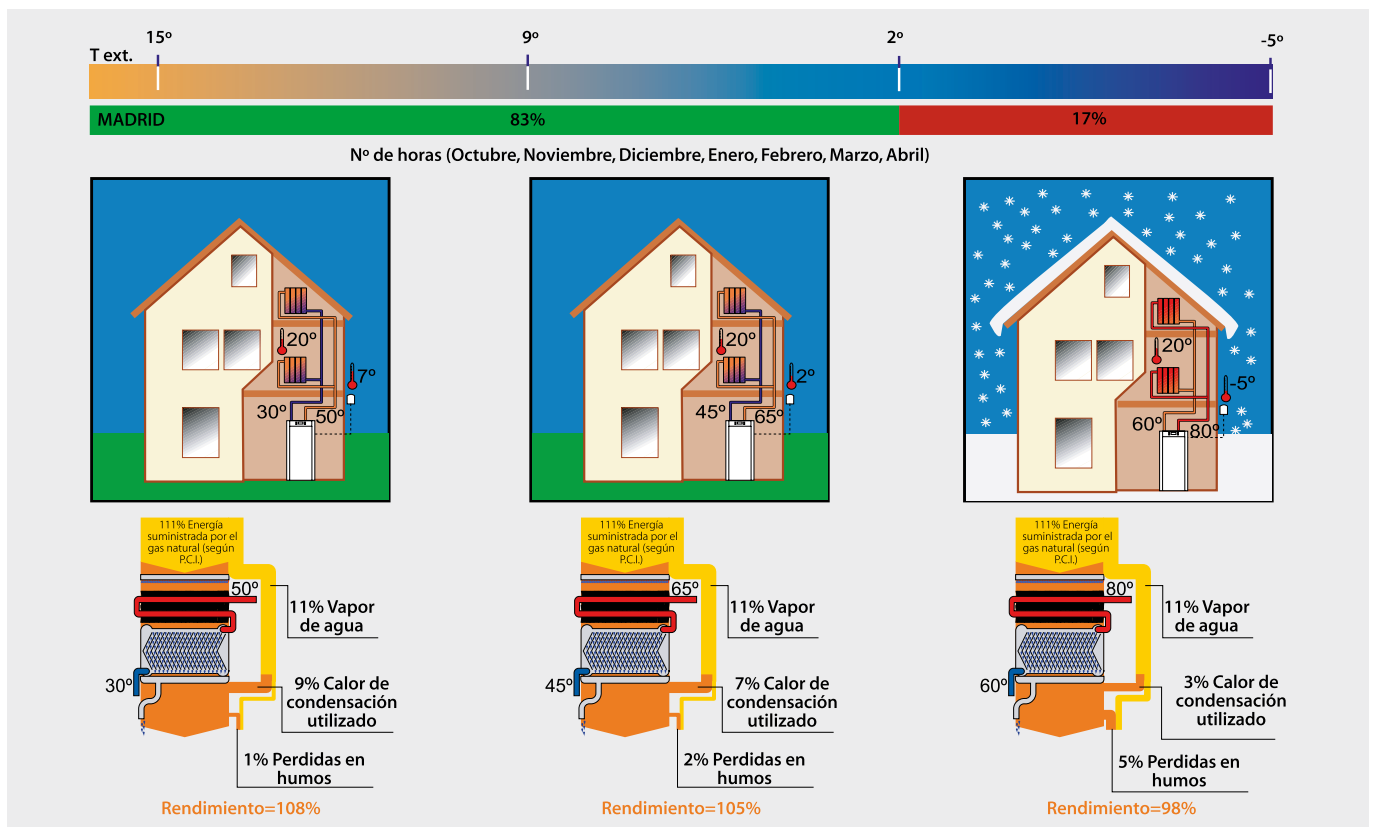 15º
9º
2º
-5º
T ext.
MADRID
83%
17%
Nº de horas (Octubre, Noviembre, Diciembre, Enero, Febrero, Marzo, Abril)
20º
7º
30º
50º
20º
2º
45º
65º
20º
-5º
60º
80º
111% Energía
suministrada por el
gas natural (según
P.C.I.)
50º
11% Vapor
de agua
30º
9% Calor de
condensación
utilizado
1% Perdidas en
humos
Rendimiento=108%
111% Energía
suministrada por el
gas natural (según
P.C.I.)
65º
11% Vapor
de agua
45º
7% Calor de
condensación
utilizado
2% Perdidas en
humos
Rendimiento=105%
111% Energía
suministrada por el
gas natural (según
P.C.I.)
80º
11% Vapor
de agua
60º
3% Calor de
condensación
utilizado
5% Perdidas en
humos
Rendimiento=98%